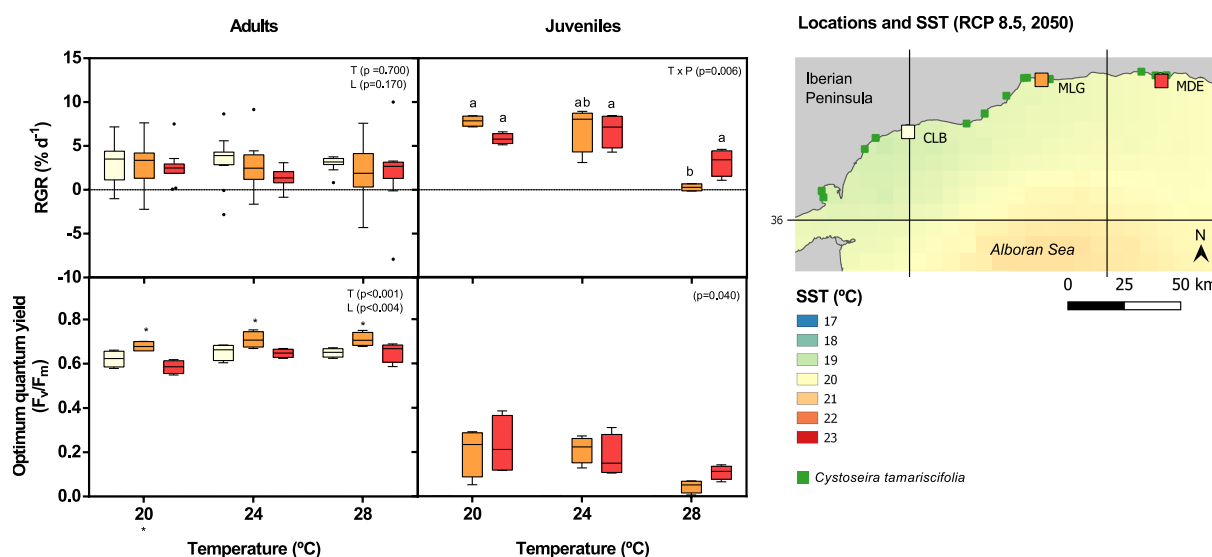 Adults
Juveniles
Locations and SST (RCP 8.5, 2050)
15
10
5
0
-5
-10
RGR (% d-1)
T (p =0.700)
L (p=0.170)
T x P (p=0.006)
a
a
ab
a
b
a
Iberian
Peninsula
CLB
MLG
MDE
36
Alboran Sea
N
0 25 50 km
SST (ºC)
17
18
19
20
21
22
23
Cystoseira tamariscifolia
0.8
0.6
0.4
0.2
0.0
Optimum quantum yield
(Fv/Fm)
T (p<0.001)
L (p<0.004)
(p=0.040)
*
*
*
20 24 28
*
Temperature (ºC)
20 24 28
Temperature (ºC)